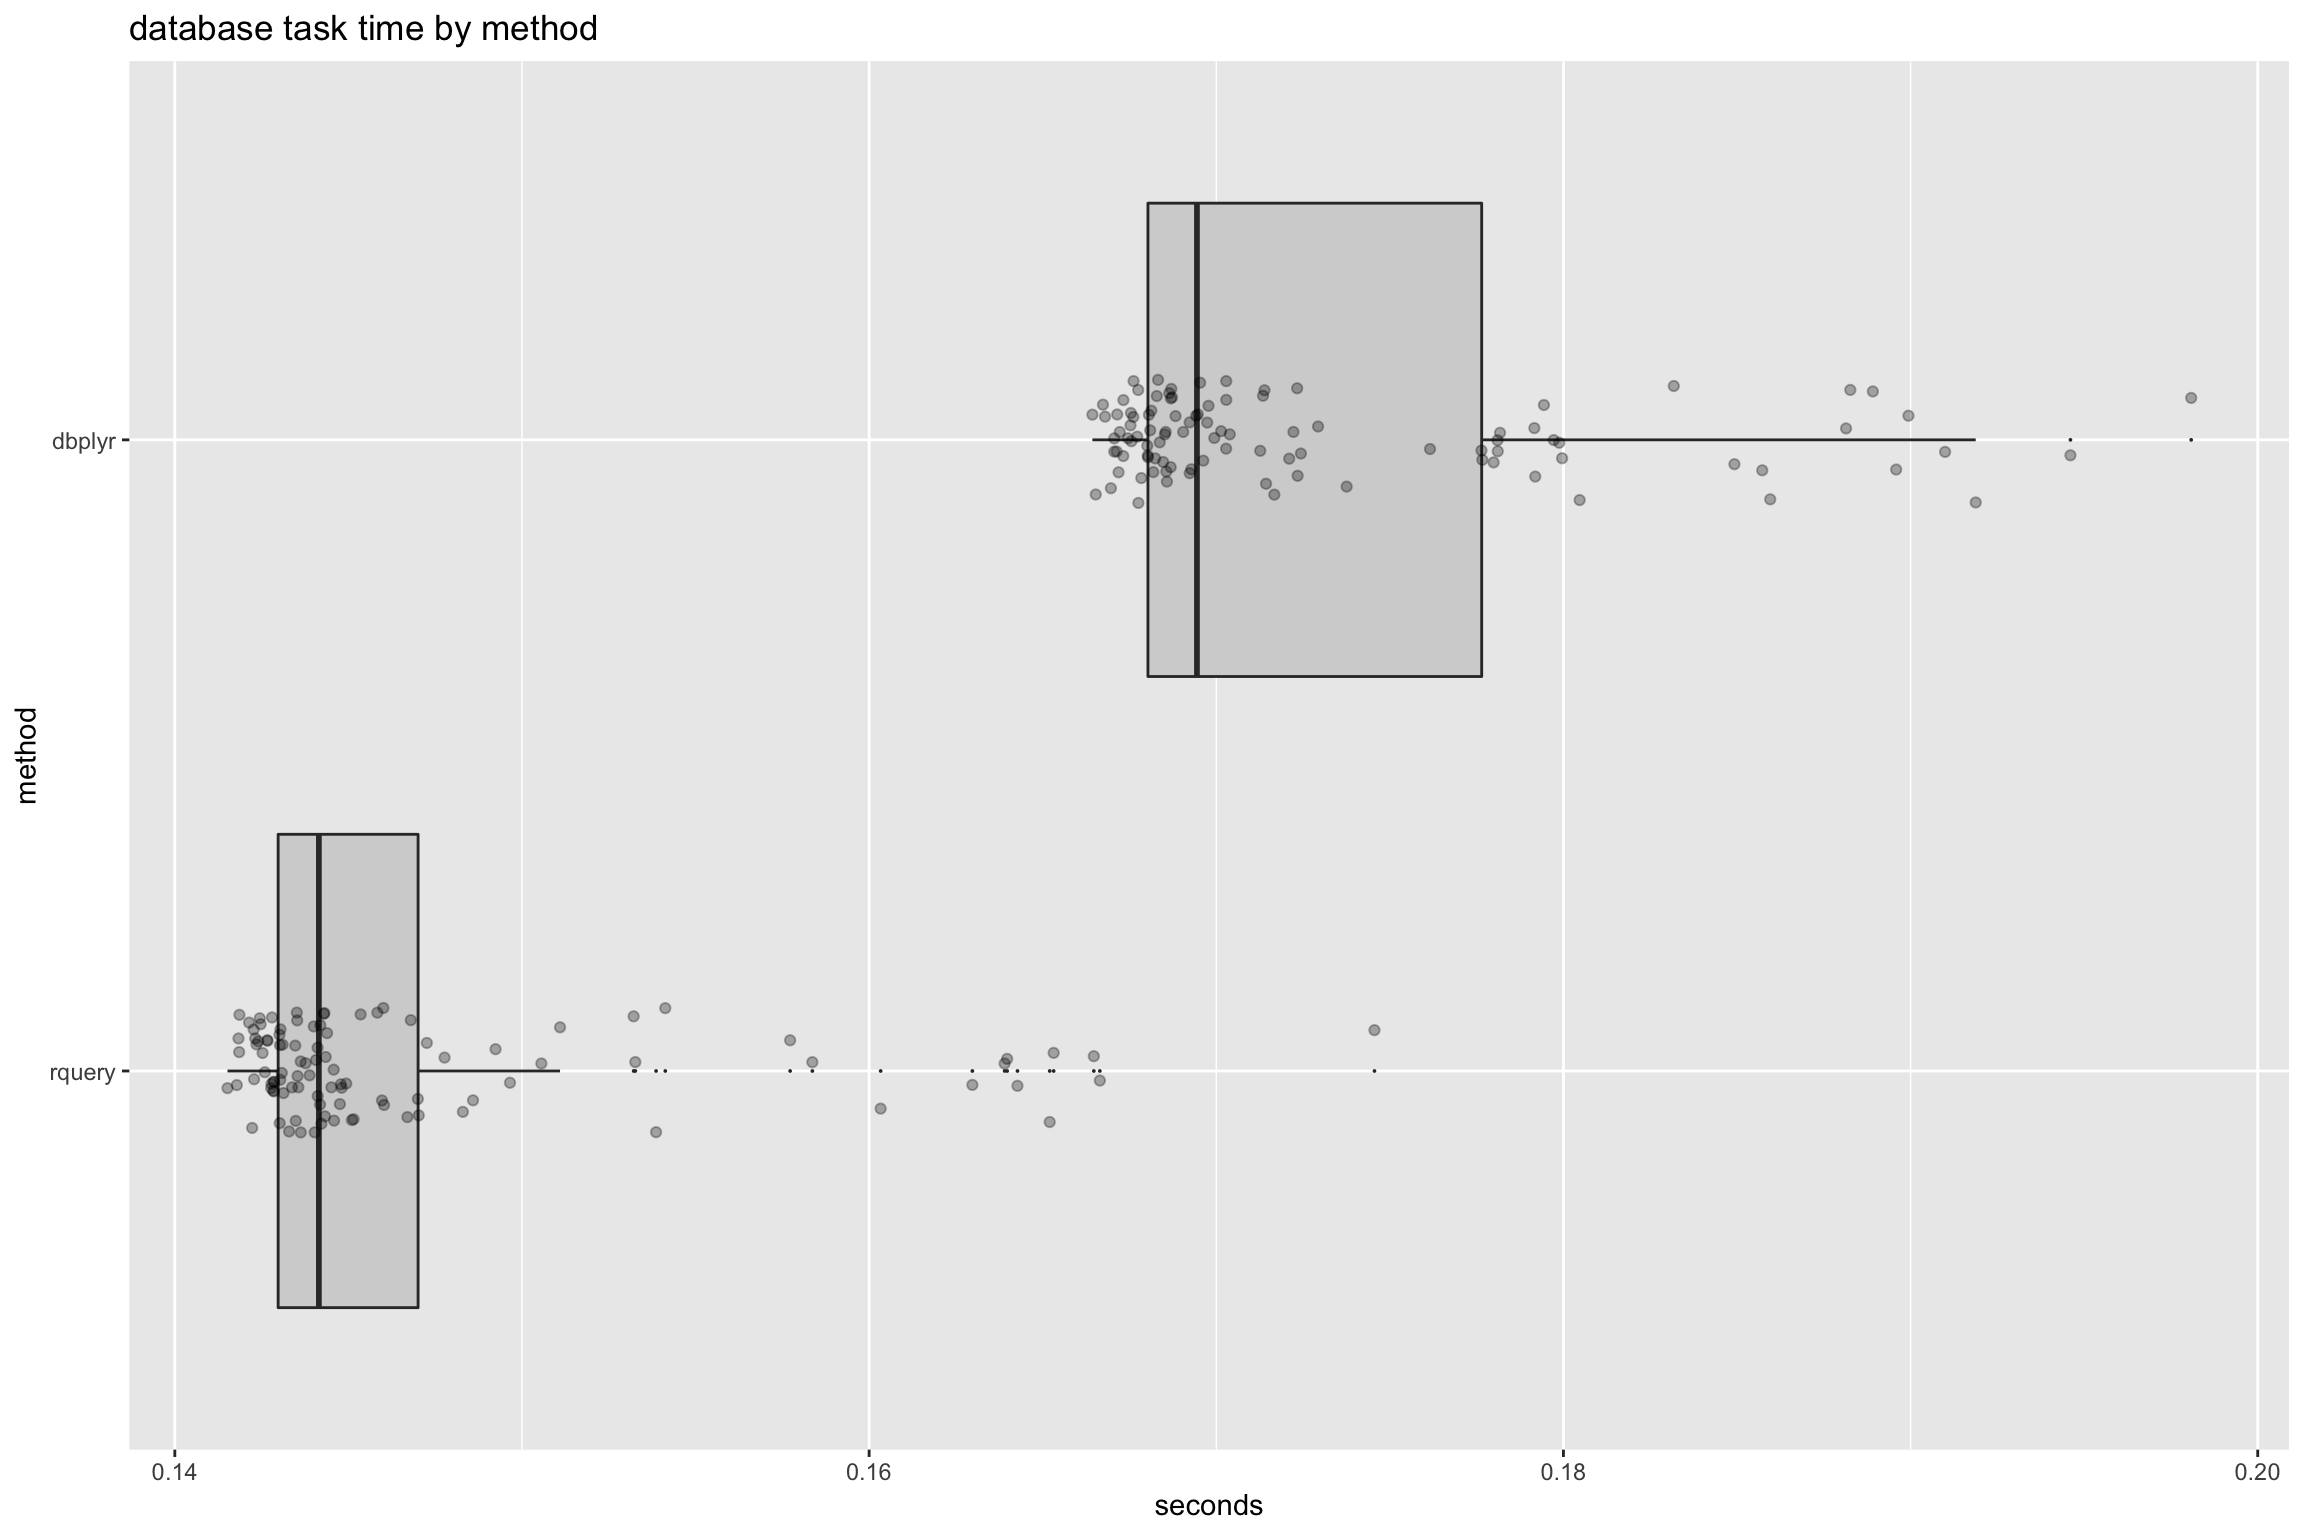 database task time by method
method
dbplyr
rquery
0.14
0.16
0.18
0.20
seconds